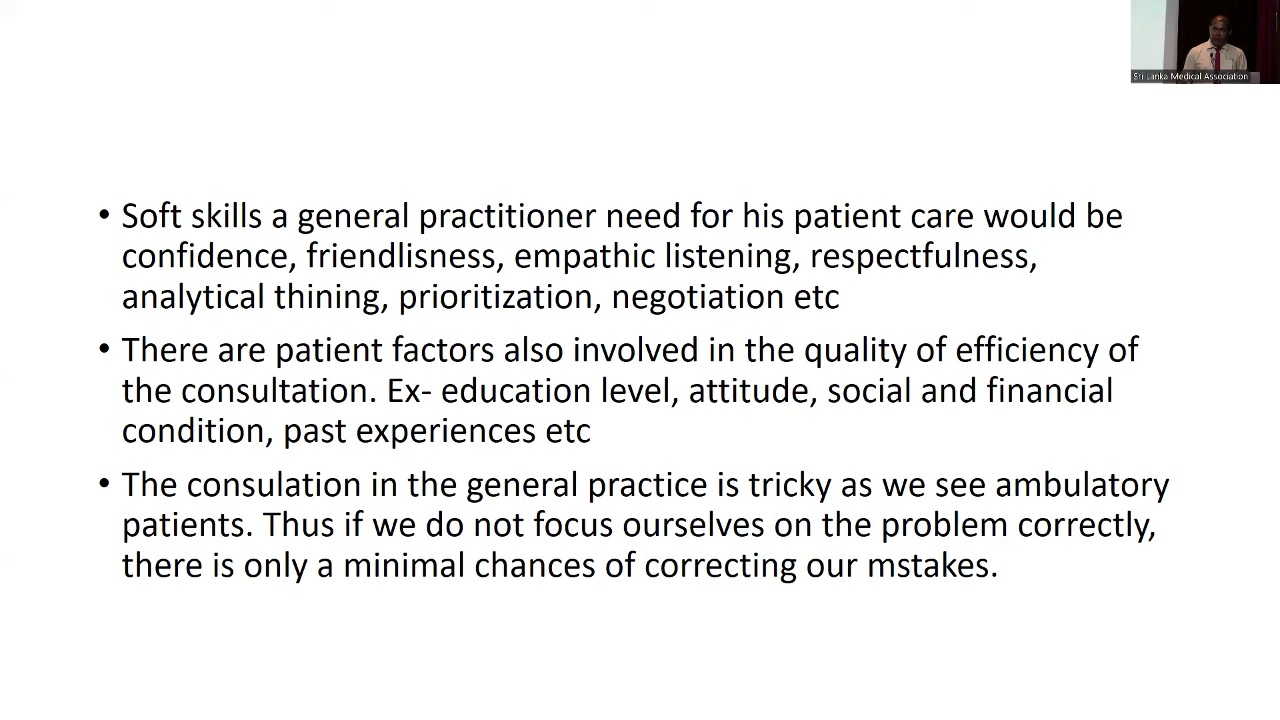 Sri Lanka Medical Association
• Soft skills a general practitioner need for his patient care would be
confidence, friendlisness, empathic listening, respectfulness,
analytical thining, prioritization, negotiation etc
• There are patient factors also involved in the quality of efficiency of
the consultation. Ex- education level, attitude, social and financial
condition, past experiences etc
• The consulation in the general practice is tricky as we see ambulatory
patients. Thus if we do not focus ourselves on the problem correctly,
there is only a minimal chances of correcting our mstakes.